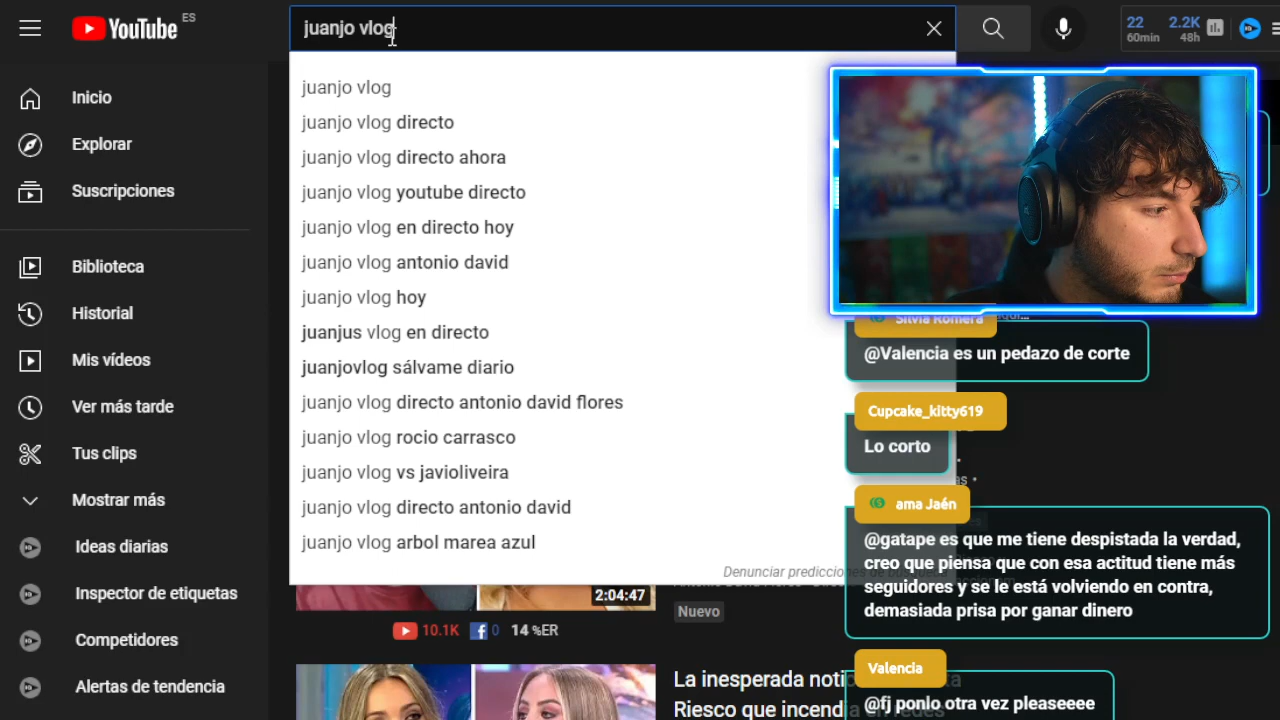 YouTube ES
juanjo vlog
22
60min
2.2K
48h
Inicio
Explorar
Suscripciones
Biblioteca
Historial
Mis vídeos
Ver más tarde
Tus clips
Mostrar más
Ideas diarias
Inspector de etiquetas
Competidores
Alertas de tendencia
juanjo vlog
juanjo vlog directo
juanjo vlog directo ahora
juanjo vlog youtube directo
juanjo vlog en directo hoy
juanjo vlog antonio david
juanjo vlog hoy
juanjus vlog en directo
juanjovlog sálvame diario
juanjo vlog directo antonio david flores
juanjo vlog rocio carrasco
juanjo vlog vs javioliveira
juanjo vlog directo antonio david
juanjo vlog arbol marea azul
Denunciar predicciones de
2:04:47
10.1K
0
14 %ER
Nuevo
La inesperada
Riesco que incendia en redes
Silvia Romera
@Valencia es un pedazo de corte
Cupcake_kitty619
Lo corto
ama Jaén
@gatape es que me tiene despistada la verdad,
creo que piensa que con esa actitud tiene más
seguidores y se le está volviendo en contra,
demasiada prisa por ganar dinero
Valencia
@fj ponlo otra vez pleaseeee